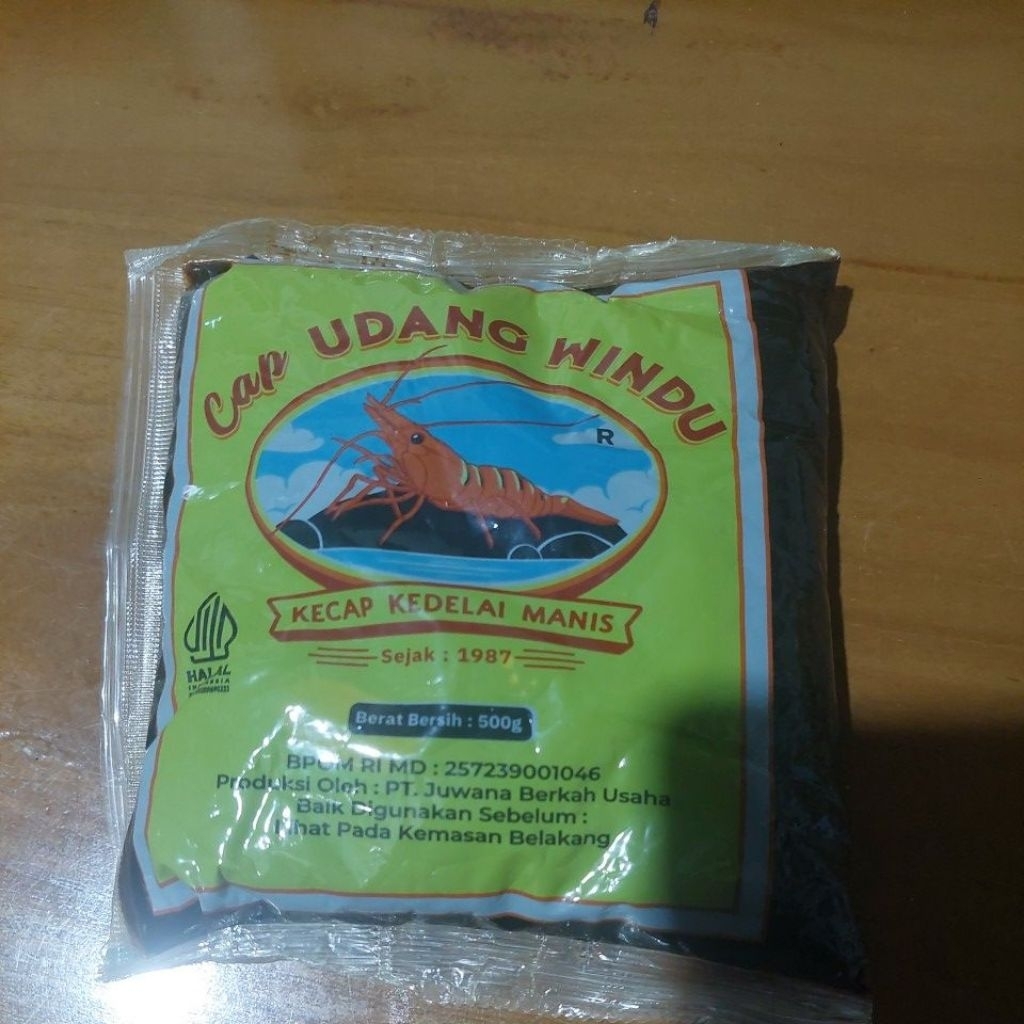 Cap UDANG WINDU
R
KECAP KEDELAI MANIS
Sejak : 1987
HALAL
INDONESIA
Berat Bersih : 500g
BPOM RI MD : 257239001046
Produksi Oleh : PT. Juwana Berkah Usaha
Baik Digunakan Sebelum :
Lihat Pada Kemasan Belakang